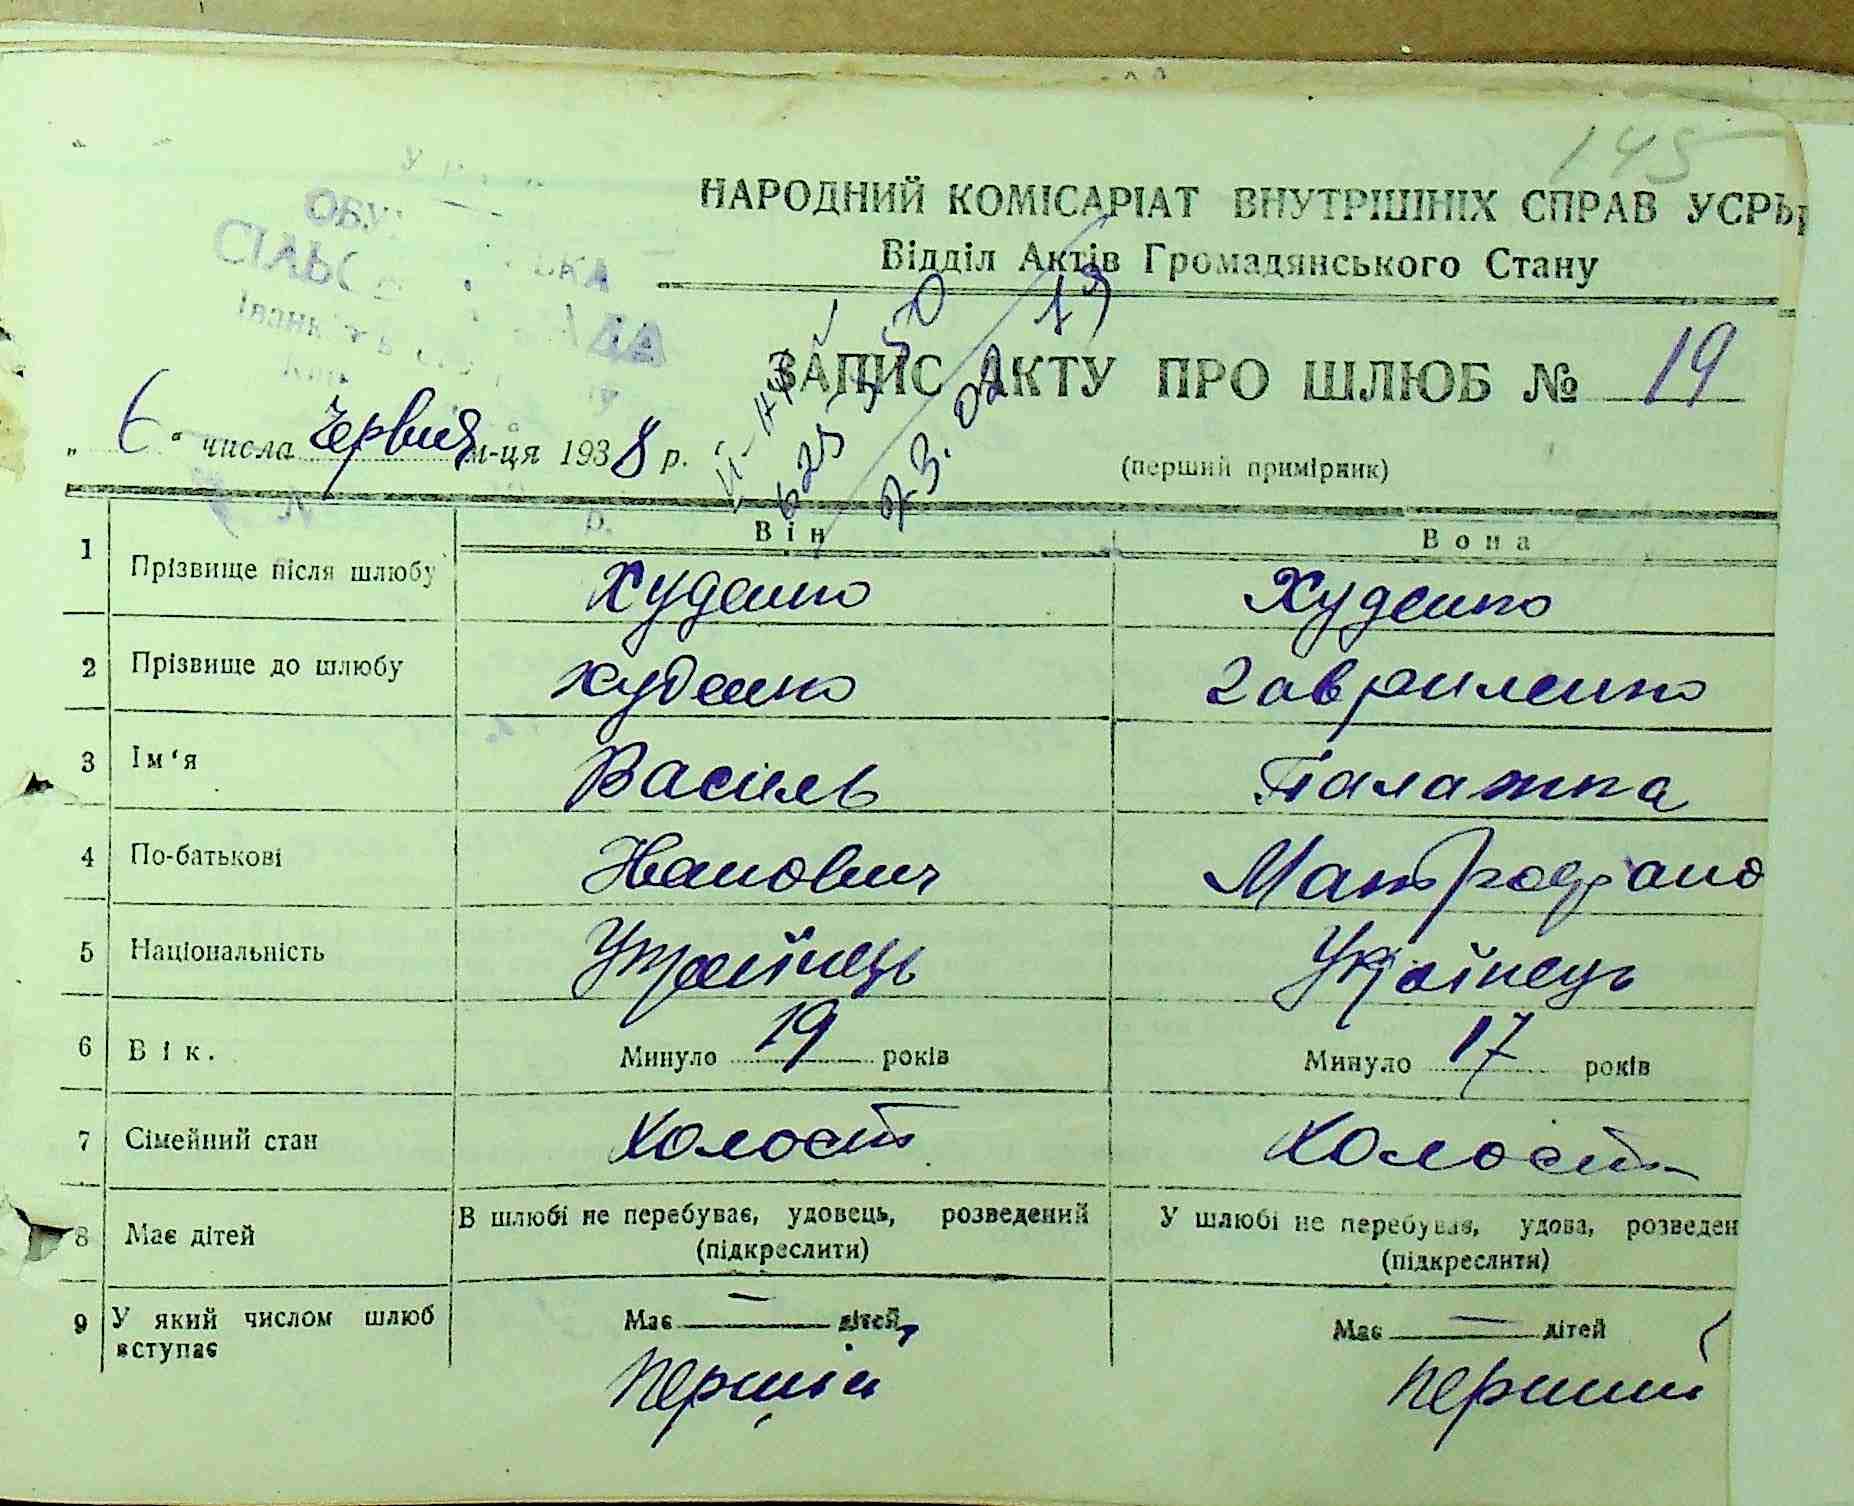 145
НАРОДНИЙ КОМІСАРІАТ ВНУТРІШНІХ СПРАВ УСРР
Відділ Актів Громадянського Стану
ЗАПИС АКТУ ПРО ШЛЮБ № 19
„ 6 “ числа Червня м-ця 1938 р.
(перший примірник)
Він Вона
1 Прізвище після шлюбу Худенко Худенко
2 Прізвище до шлюбу Худенко Гавриленко
3 Ім‘я Василь Палажка
4 По-батькові Іванович
5 Національність Українець Українець
6 Вік. Минуло 19 років Минуло 17 років
7 Сімейний стан Холост Холост
8 Має дітей В шлюбі не перебуває, удовець, розведений У шлюбі не перебуває, удова, розведен
(підкреслити) (підкреслити)
9 У який числом шлюб вступає Має — дітей Має — дітей
Перший Перший